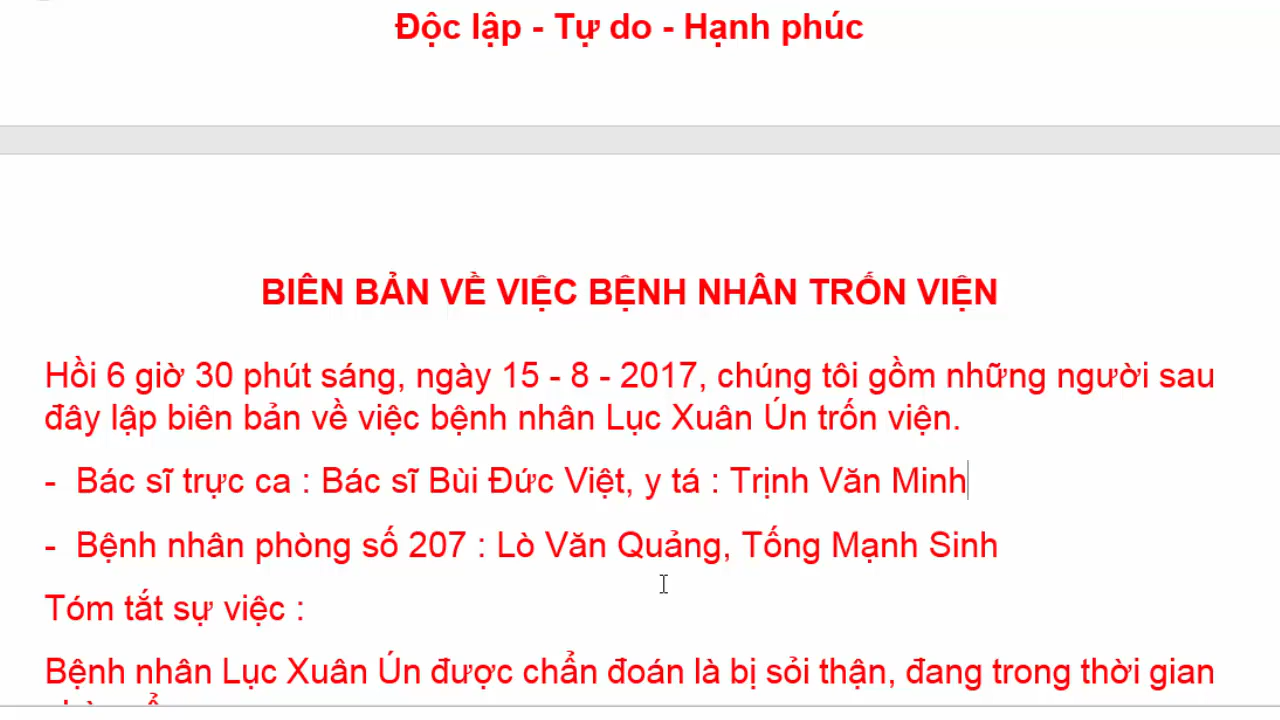 Độc lập - Tự do - Hạnh phúc
BIÊN BẢN VỀ VIỆC BỆNH NHÂN TRỐN VIỆN
Hồi 6 giờ 30 phút sáng, ngày 15 - 8 - 2017, chúng tôi gồm những người sau
đây lập biên bản về việc bệnh nhân Lục Xuân Ún trốn viện.
- Bác sĩ trực ca : Bác sĩ Bùi Đức Việt, y tá : Trịnh Văn Minh
- Bệnh nhân phòng số 207 : Lò Văn Quảng, Tống Mạnh Sinh
Tóm tắt sự việc :
Bệnh nhân Lục Xuân Ún được chẩn đoán là bị sỏi thận, đang trong thời gian